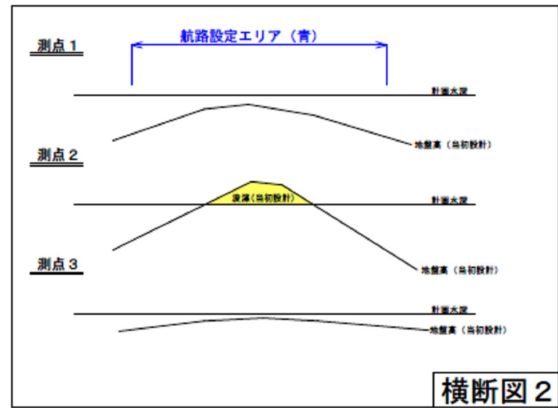 測点1
航路設定エリア（青）
計画水深
地盤高（当初設計）
測点2
浚渫(当初設計)
計画水深
地盤高（当初設計）
測点3
計画水深
地盤高（当初設計）
横断図2